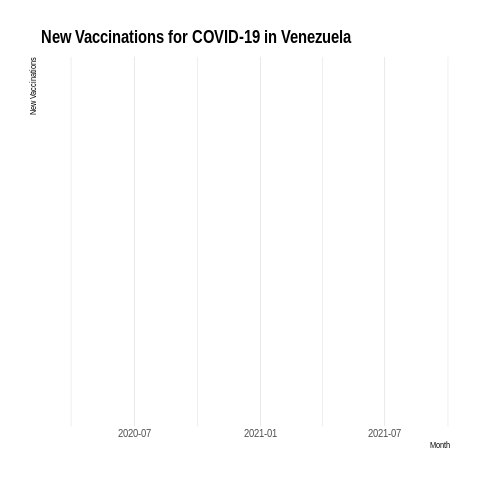 New Vaccinations for COVID-19 in Venezuela
New Vaccinations
2020-07 2021-01 2021-07
Month